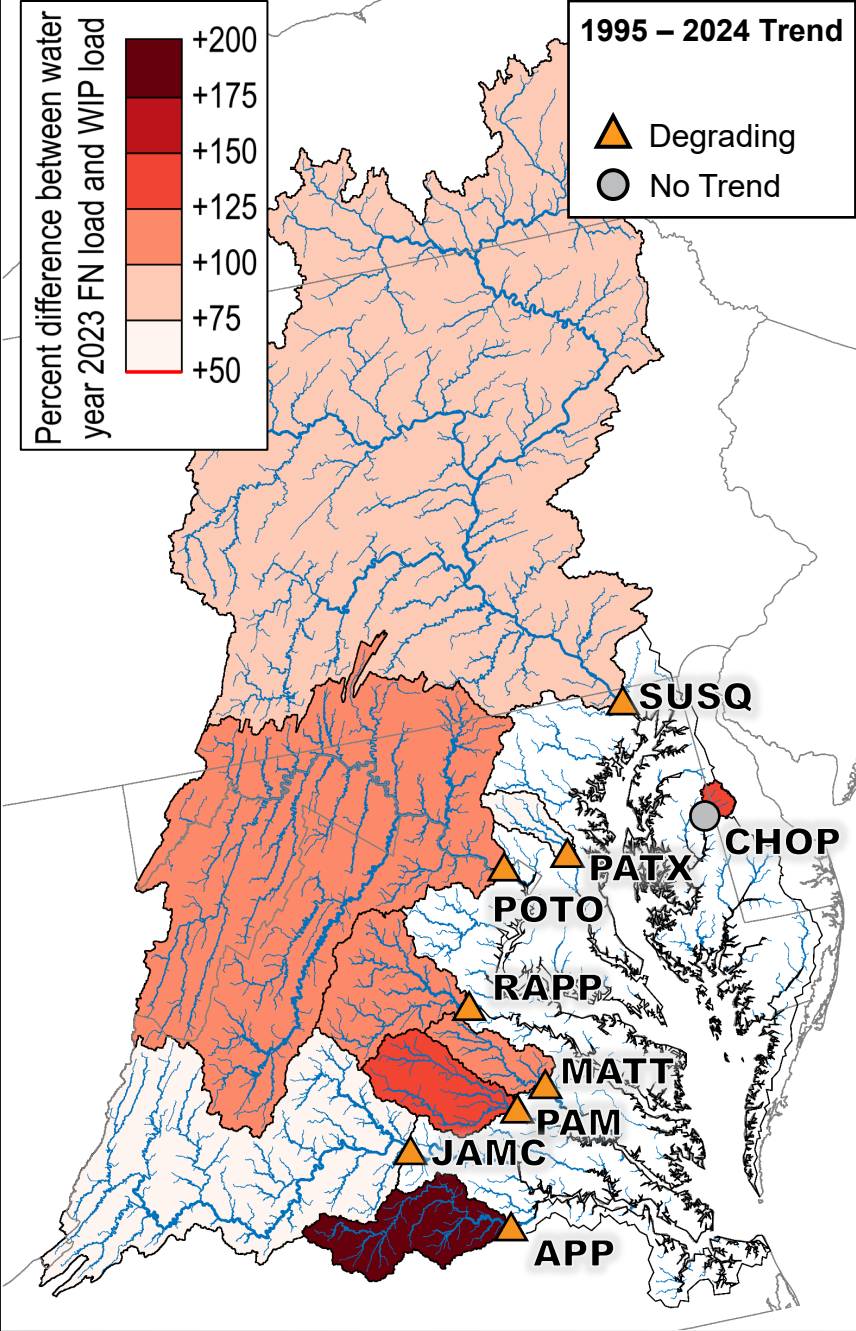 Percent difference between water
year 2023 FN load and WIP load
+200
+175
+150
+125
+100
+75
+50
1995 – 2024 Trend
Degrading
No Trend
SUSQ
CHOP
PATX
POTO
RAPP
MATT
PAM
JAMC
APP